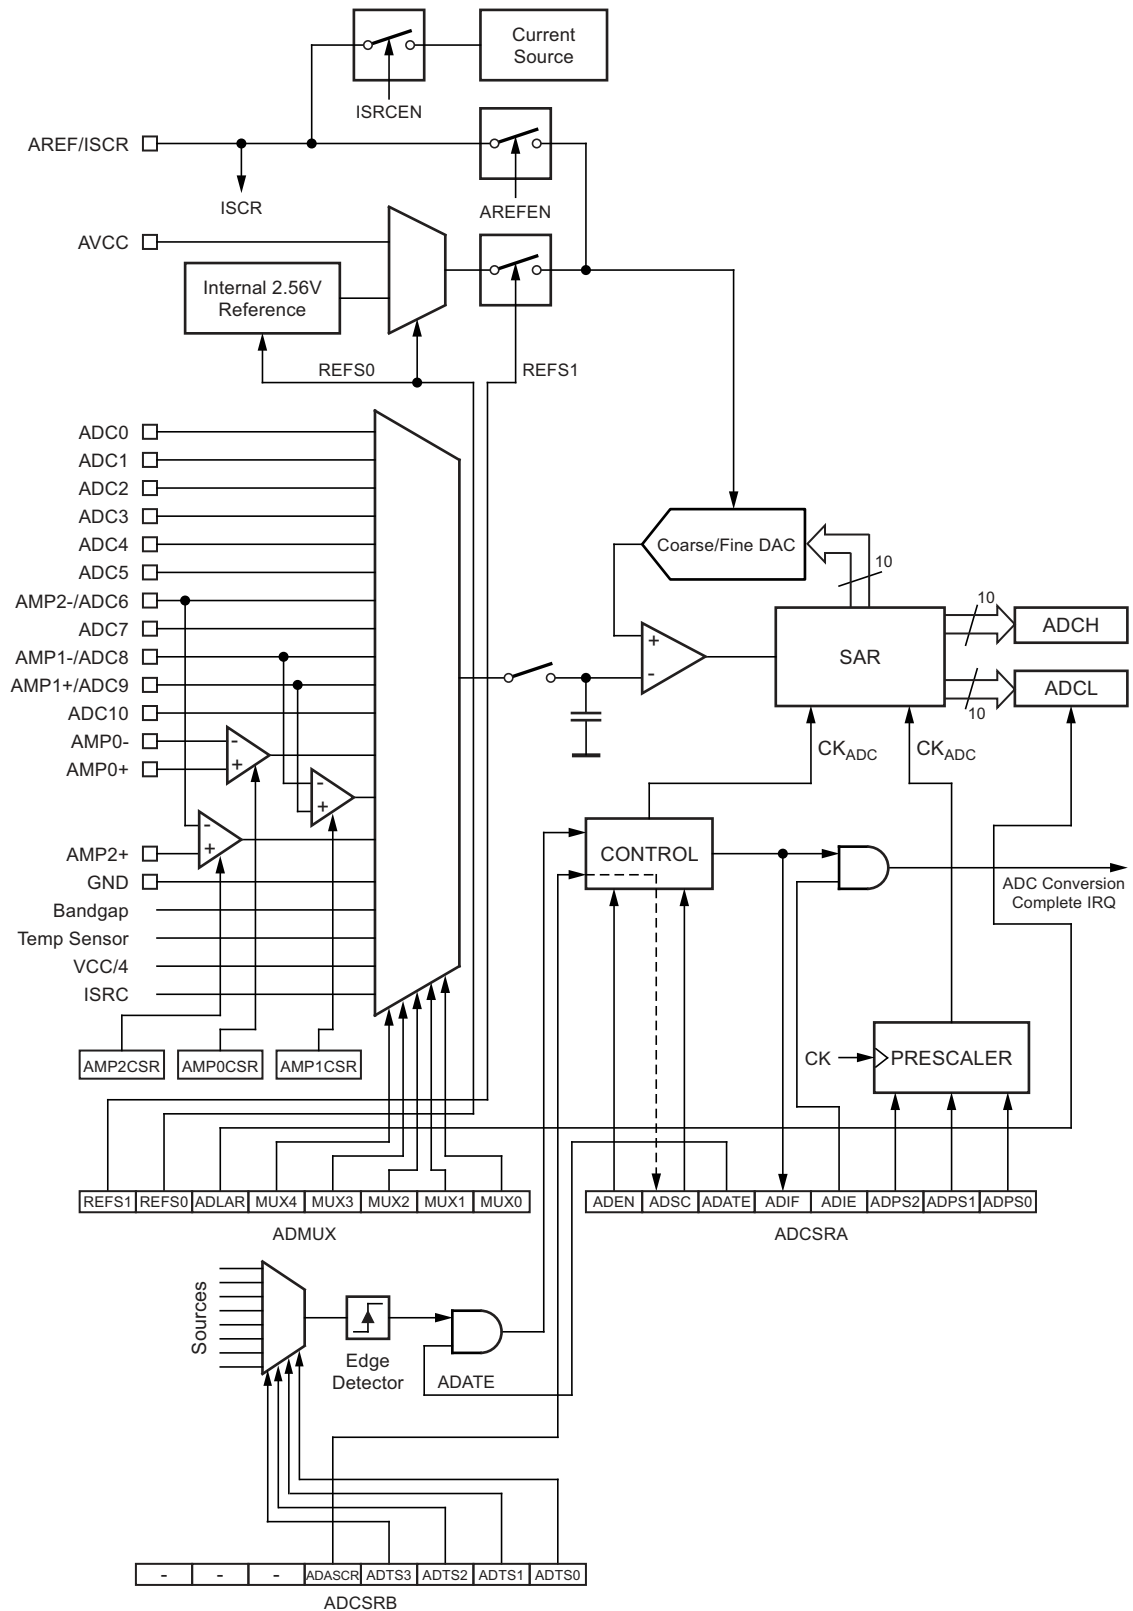 Current
Source
ISRCEN
AREF/ISCR
ISCR
AREFEN
AVCC
Internal 2.56V
Reference
REFS0
REFS1
ADC0
ADC1
ADC2
ADC3
ADC4
ADC5
AMP2-/ADC6
ADC7
AMP1-/ADC8
AMP1+/ADC9
ADC10
AMP0-
AMP0+
AMP2+
GND
Bandgap
Temp Sensor
VCC/4
ISRC
-
+
-
+
-
+
AMP2CSR
AMP0CSR
AMP1CSR
Coarse/Fine DAC
10
+
-
SAR
10
ADCH
10
ADCL
CKADC
CKADC
CONTROL
ADC Conversion
Complete IRQ
CK
PRESCALER
REFS1
REFS0
ADLAR
MUX4
MUX3
MUX2
MUX1
MUX0
ADMUX
ADEN
ADSC
ADATE
ADIF
ADIE
ADPS2
ADPS1
ADPS0
ADCSRA
Sources
Edge
Detector
ADATE
-
-
-
ADASCR
ADTS3
ADTS2
ADTS1
ADTS0
ADCSRB